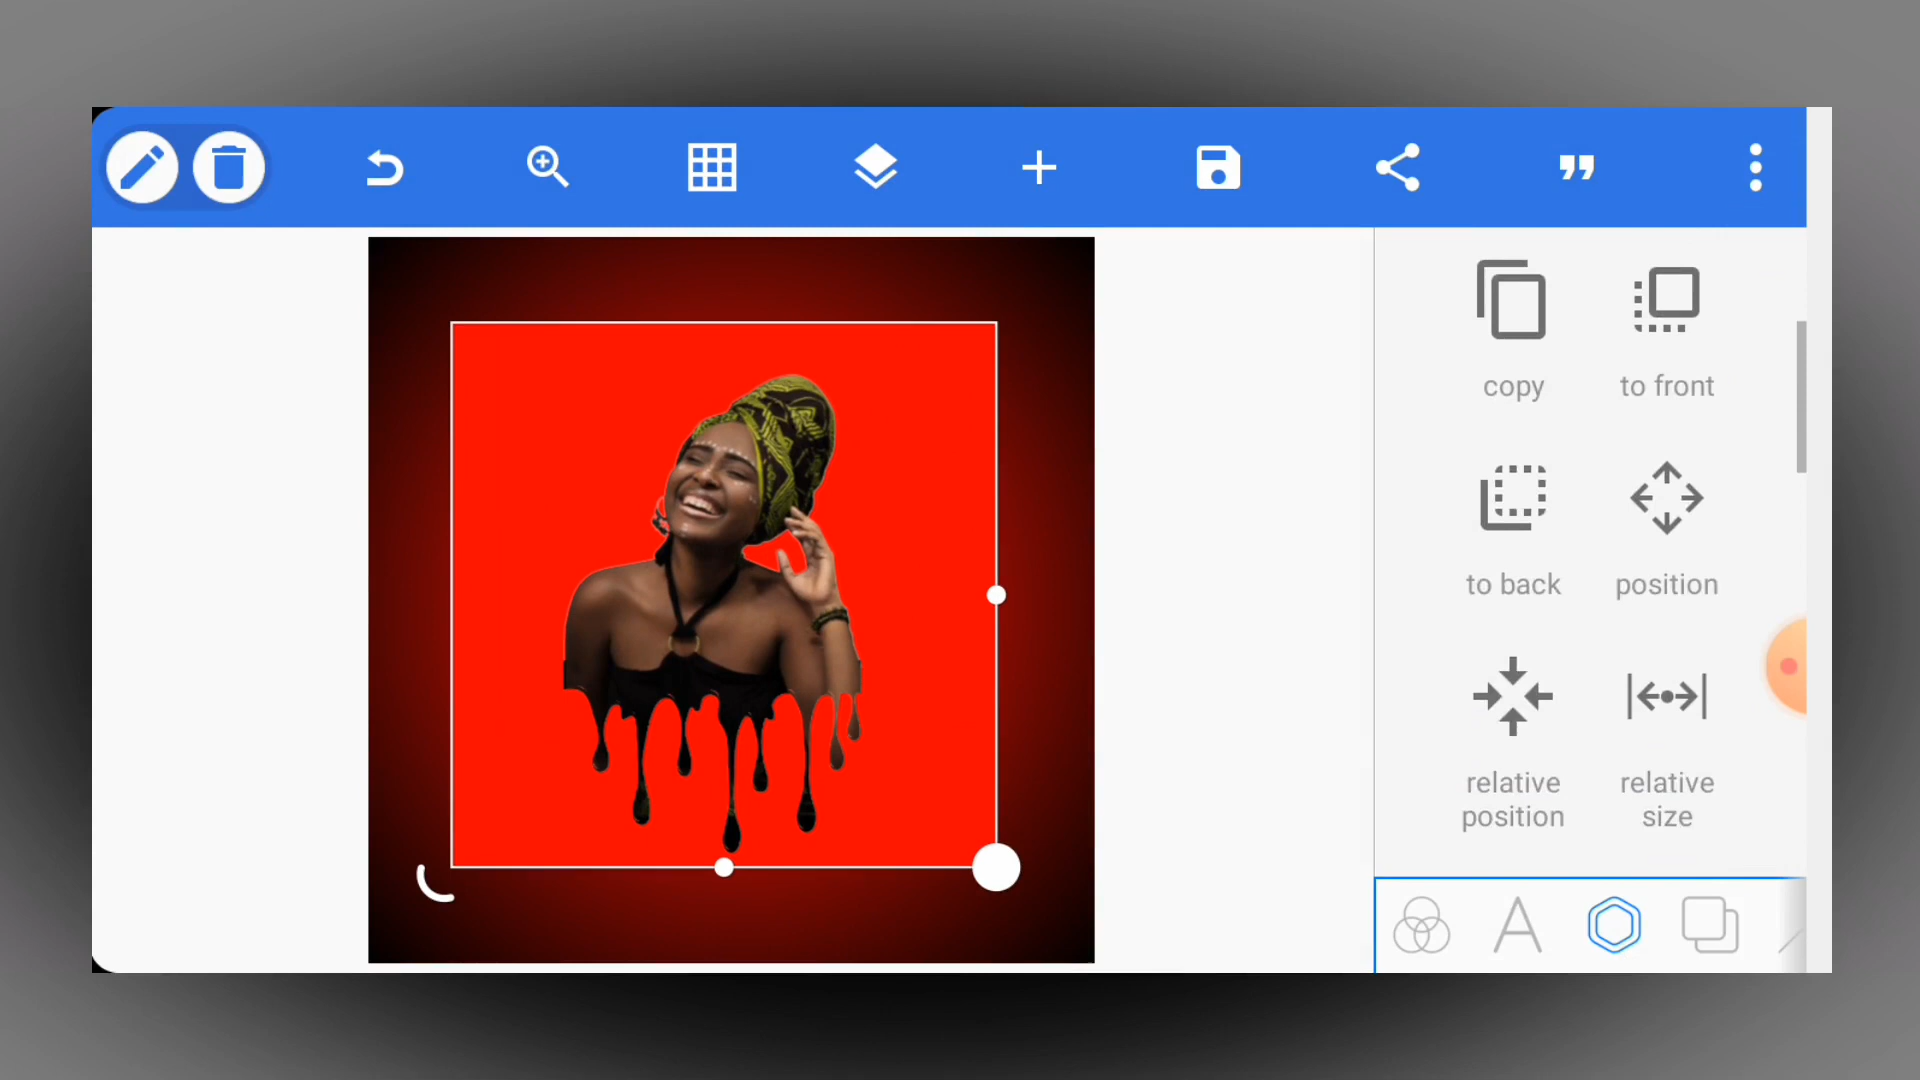 copy
to front
to back
position
relative
position
relative
size